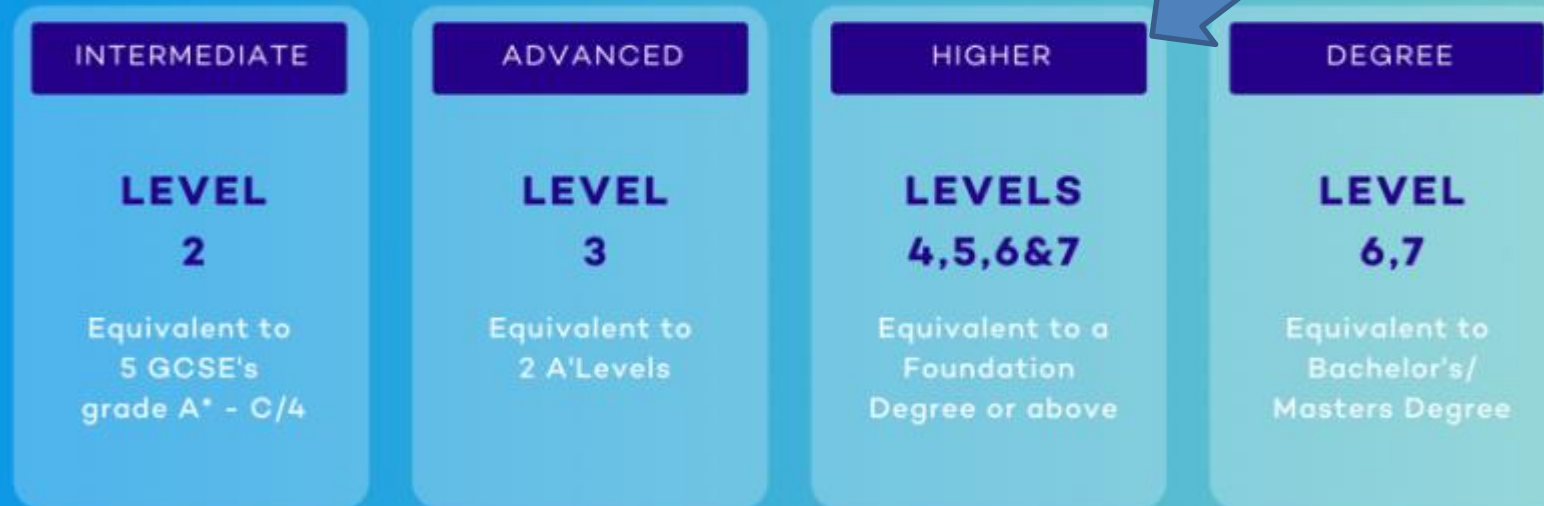 INTERMEDIATE
LEVEL
2
Equivalent to
5 GCSE's
grade A* - C/4
ADVANCED
LEVEL
3
Equivalent to
2 A'Levels
HIGHER
LEVELS
4,5,6&7
Equivalent to a
Foundation
Degree or above
DEGREE
LEVEL
6,7
Equivalent to
Bachelor's/
Masters Degree